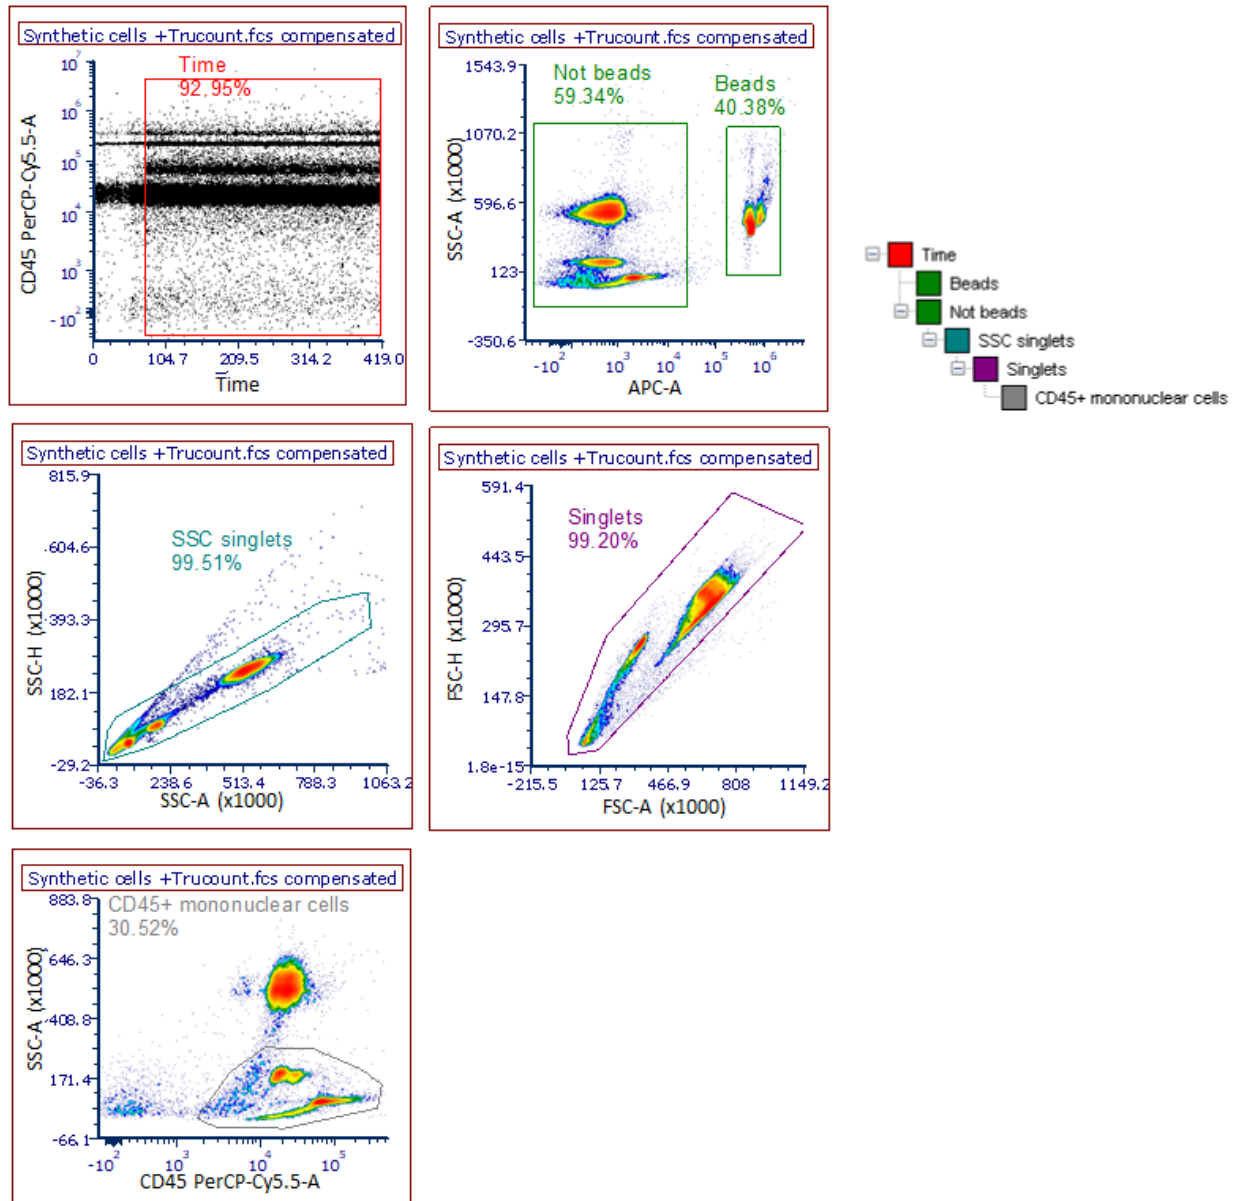 Synthetic cells +Trucount.fcs compensated
Time
92.95%
CD45 PerCP-Cy5.5-A
10^7
10^6
10^5
10^4
10^3
-10^2
0 104.7 209.5 314.2 419.0
Time
Synthetic cells +Trucount.fcs compensated
Not beads
59.34%
Beads
40.38%
SSC-A (x1000)
1543.9
1070.2
596.6
123
-350.6
-10^2 10^3 10^4 10^5 10^6
APC-A
Time
Beads
Not beads
SSC singlets
Singlets
CD45+ mononuclear cells
Synthetic cells +Trucount.fcs compensated
SSC singlets
99.51%
SSC-H (x1000)
815.9
604.6
393.3
182.1
-29.2
-36.3 238.6 513.4 788.3 1063.2
SSC-A (x1000)
Synthetic cells +Trucount.fcs compensated
Singlets
99.20%
FSC-H (x1000)
591.4
443.5
295.7
147.8
1.8e-15
-215.5 125.7 466.9 808 1149.2
FSC-A (x1000)
Synthetic cells +Trucount.fcs compensated
CD45+ mononuclear cells
30.52%
SSC-A (x1000)
883.8
646.3
408.8
171.4
-66.1
-10^2 10^3 10^4 10^5
CD45 PerCP-Cy5.5-A